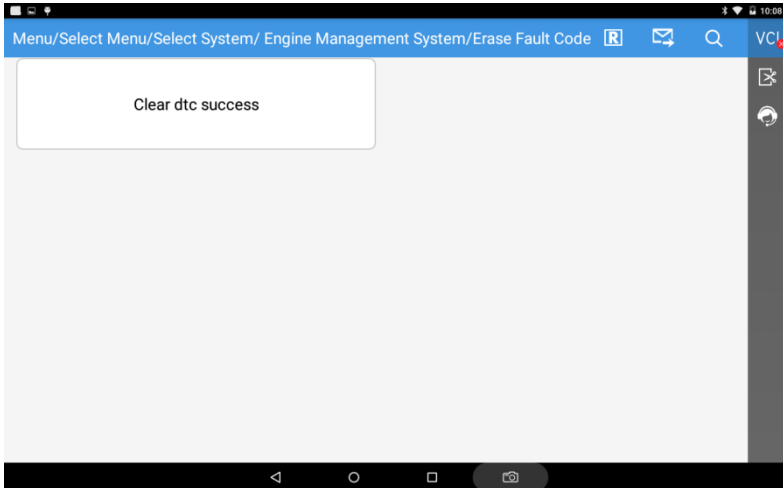 10:08
Menu/Select Menu/Select System/ Engine Management System/Erase Fault Code R VCI
Clear dtc success